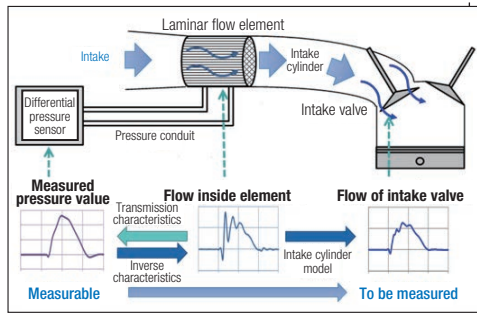 Laminar flow element
Intake
Intake
cylinder
Intake valve
Differential
pressure
sensor
Pressure conduit
Measured
pressure value
Flow inside element
Flow of intake valve
Transmission
characteristics
Inverse
characteristics
Intake cylinder
model
Measurable
To be measured